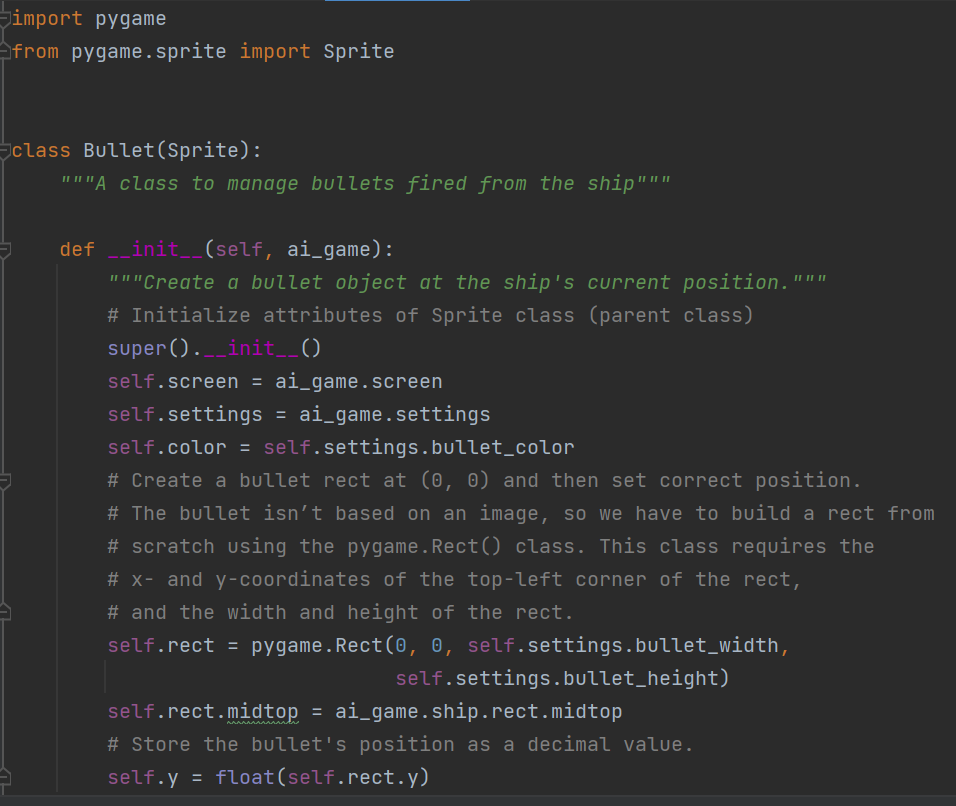 import pygame
from pygame.sprite import Sprite
class Bullet(Sprite):
"""A class to manage bullets fired from the ship"""
def __init__(self, ai_game):
"""Create a bullet object at the ship's current position."""
# Initialize attributes of Sprite class (parent class)
super().__init__()
self.screen = ai_game.screen
self.settings = ai_game.settings
self.color = self.settings.bullet_color
# Create a bullet rect at (0, 0) and then set correct position.
# The bullet isn’t based on an image, so we have to build a rect from
# scratch using the pygame.Rect() class. This class requires the
# x- and y-coordinates of the top-left corner of the rect,
# and the width and height of the rect.
self.rect = pygame.Rect(0, 0, self.settings.bullet_width,
self.settings.bullet_height)
self.rect.midtop = ai_game.ship.rect.midtop
# Store the bullet's position as a decimal value.
self.y = float(self.rect.y)